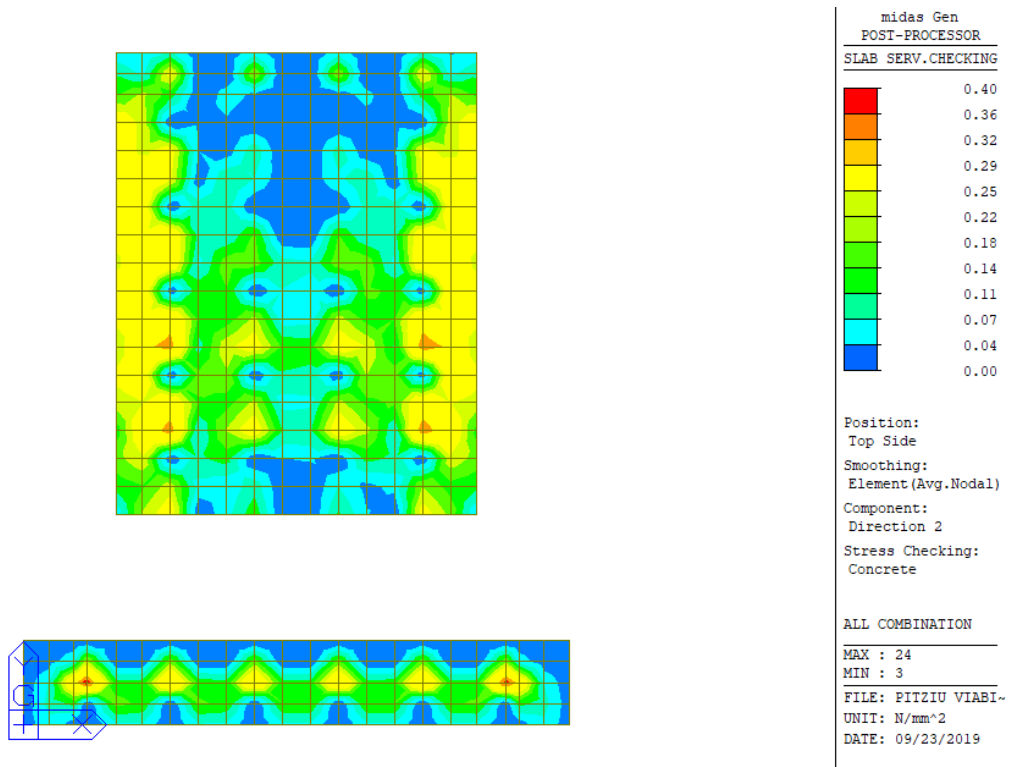 midas Gen
POST-PROCESSOR
SLAB SERV.CHECKING
0.40
0.36
0.32
0.29
0.25
0.22
0.18
0.14
0.11
0.07
0.04
0.00
Position:
Top Side
Smoothing:
Element(Avg.Nodal)
Component:
Direction 2
Stress Checking:
Concrete
ALL COMBINATION
MAX : 24
MIN : 3
FILE: PITZIU VIABI~
UNIT: N/mm^2
DATE: 09/23/2019
Y
G
X